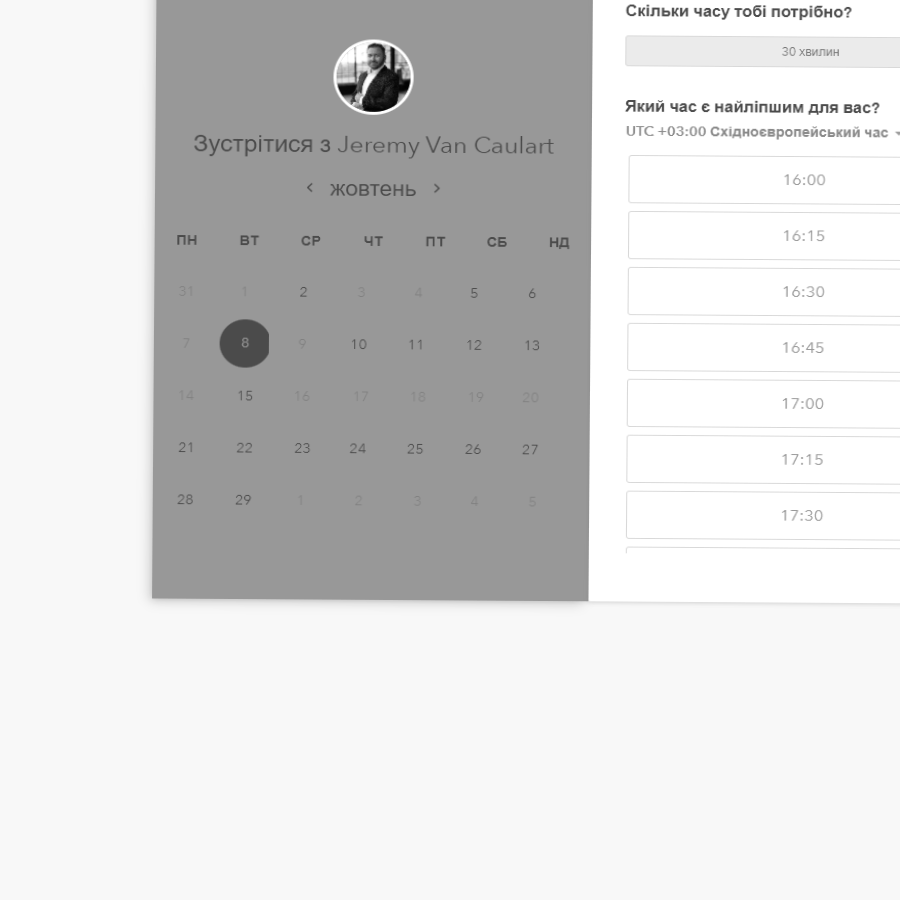 Зустрітися з Jeremy Van Caulart
жовтень
ПН ВТ СР ЧТ ПТ СБ НД
31 1 2 3 4 5 6
7 8 9 10 11 12 13
14 15 16 17 18 19 20
21 22 23 24 25 26 27
28 29 1 2 3 4 5
Скільки часу тобі потрібно?
30 хвилин
Який час є найліпшим для вас?
UTC +03:00 Східноєвропейський час
16:00
16:15
16:30
16:45
17:00
17:15
17:30